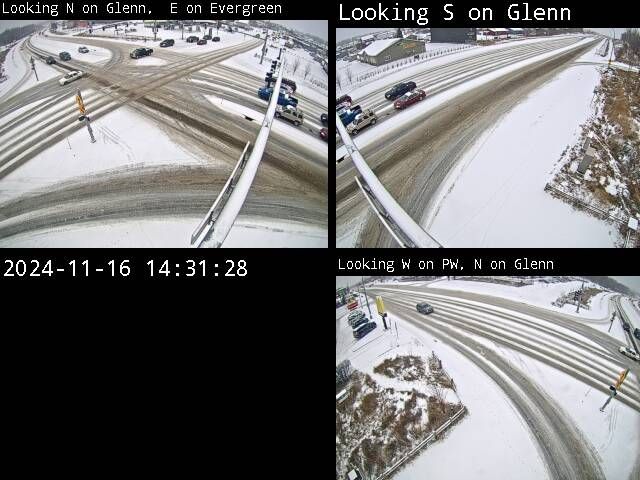 Looking N on Glenn,  E on Evergreen
Looking S on Glenn
2024-11-16 14:31:28
Looking W on PW, N on Glenn